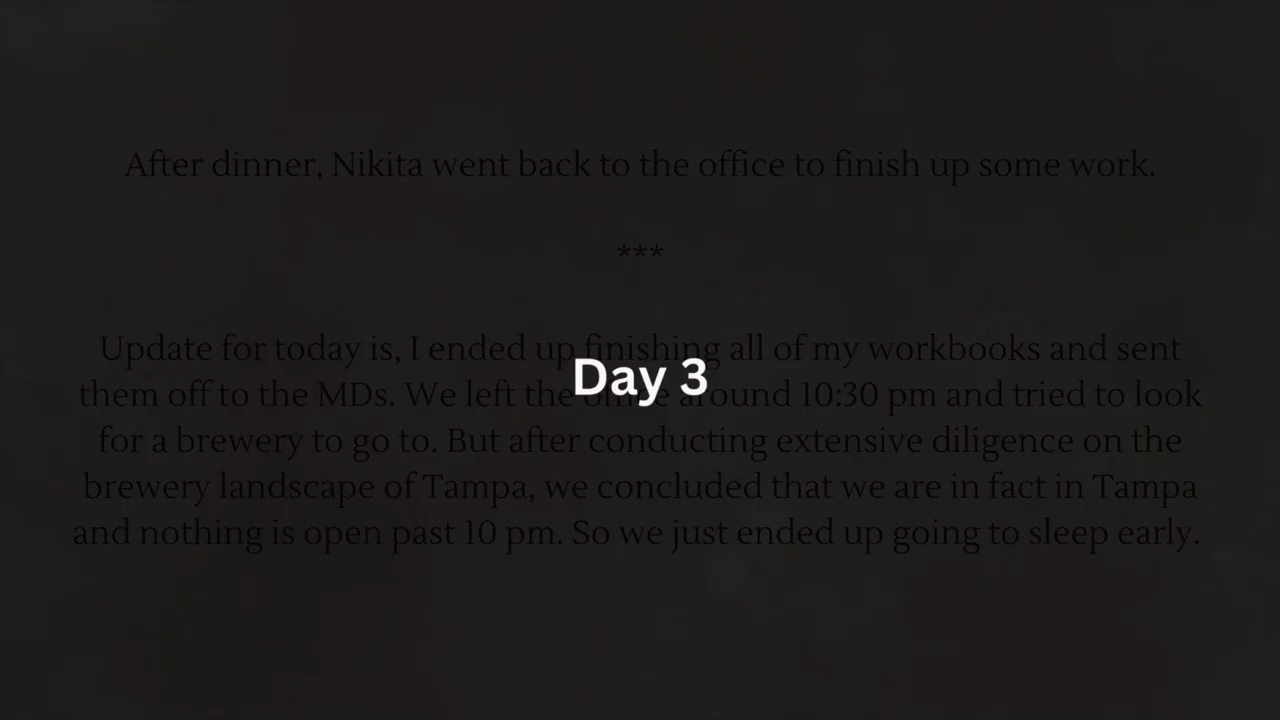 After dinner, Nikita went back to the office to finish up some work.
***
Update for today is, I ended up finishing all of my workbooks and sent
Day 3
them off to the MDs. We left the office around 10:30 pm and tried to look
for a brewery to go to. But after conducting extensive diligence on the
brewery landscape of Tampa, we concluded that we are in fact in Tampa
and nothing is open past 10 pm. So we just ended up going to sleep early.